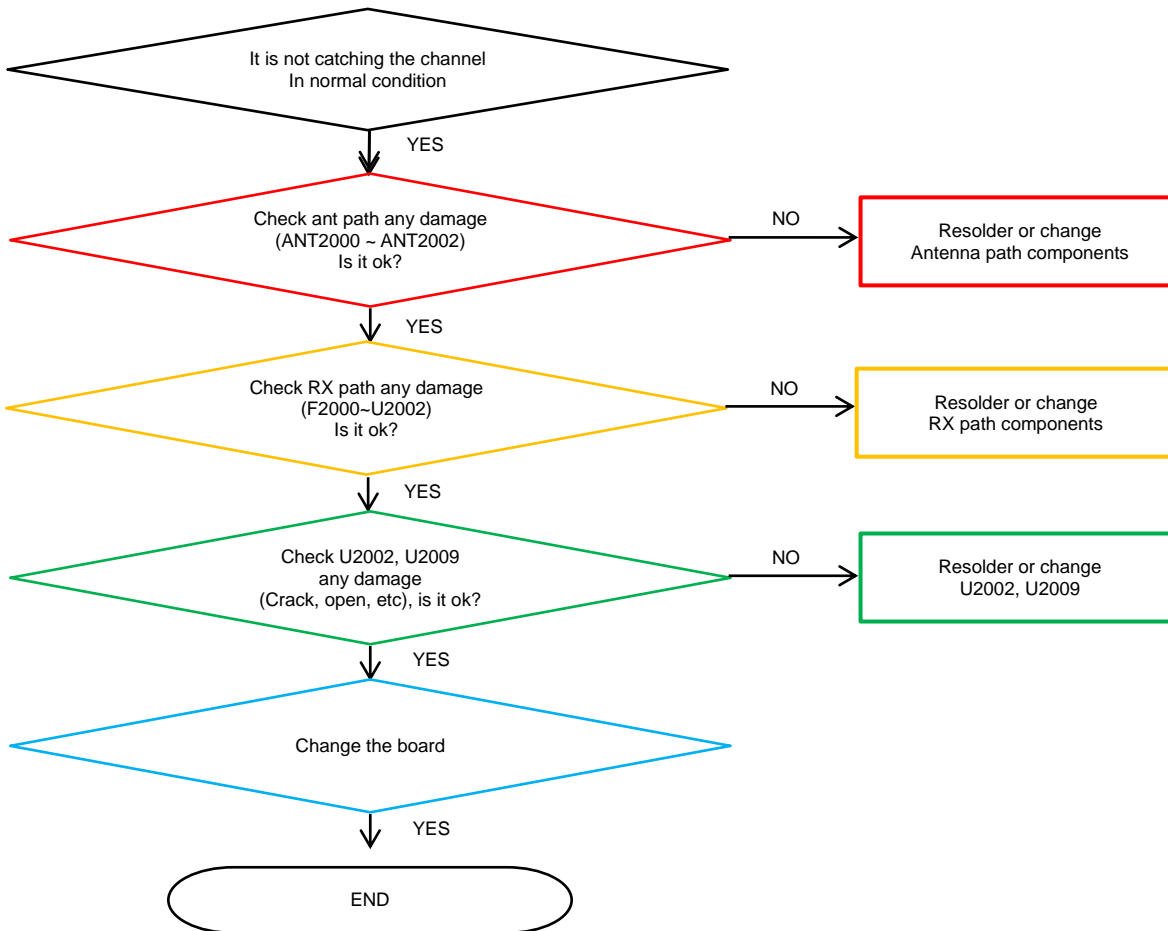 It is not catching the channel
In normal condition
YES
Check ant path any damage
(ANT2000 ~ ANT2002)
Is it ok?
NO
Resolder or change
Antenna path components
YES
Check RX path any damage
(F2000~U2002)
Is it ok?
NO
Resolder or change
RX path components
YES
Check U2002, U2009
any damage
(Crack, open, etc), is it ok?
NO
Resolder or change
U2002, U2009
YES
Change the board
YES
END